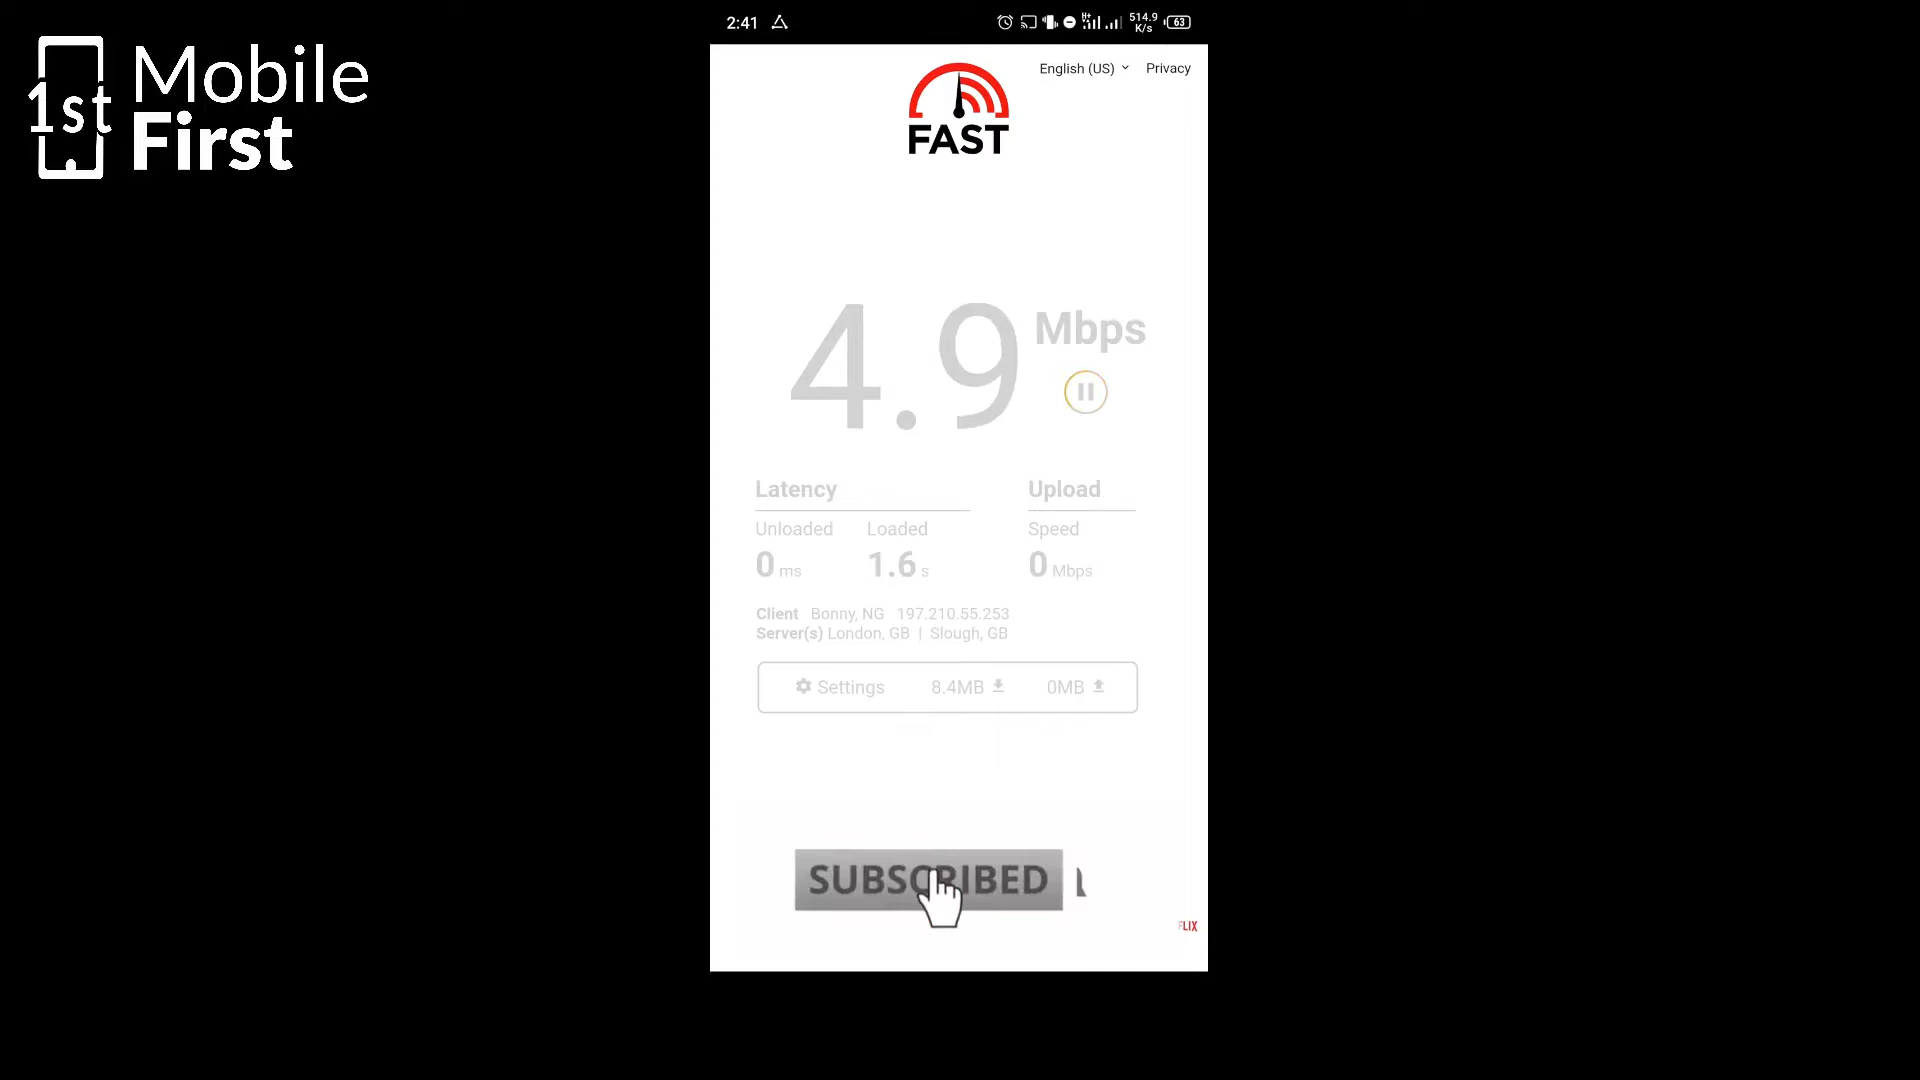 1st Mobile
First
2:41
H+
514.9
K/s
63
English (US)
Privacy
FAST
4.9 Mbps
Latency
Upload
Unloaded
Loaded
Speed
0 ms
1.6 s
0 Mbps
Client Bonny, NG 197.210.55.253
Server(s) London, GB | Slough, GB
Settings 8.4MB 0MB
SUBSCRIBED
FLIX